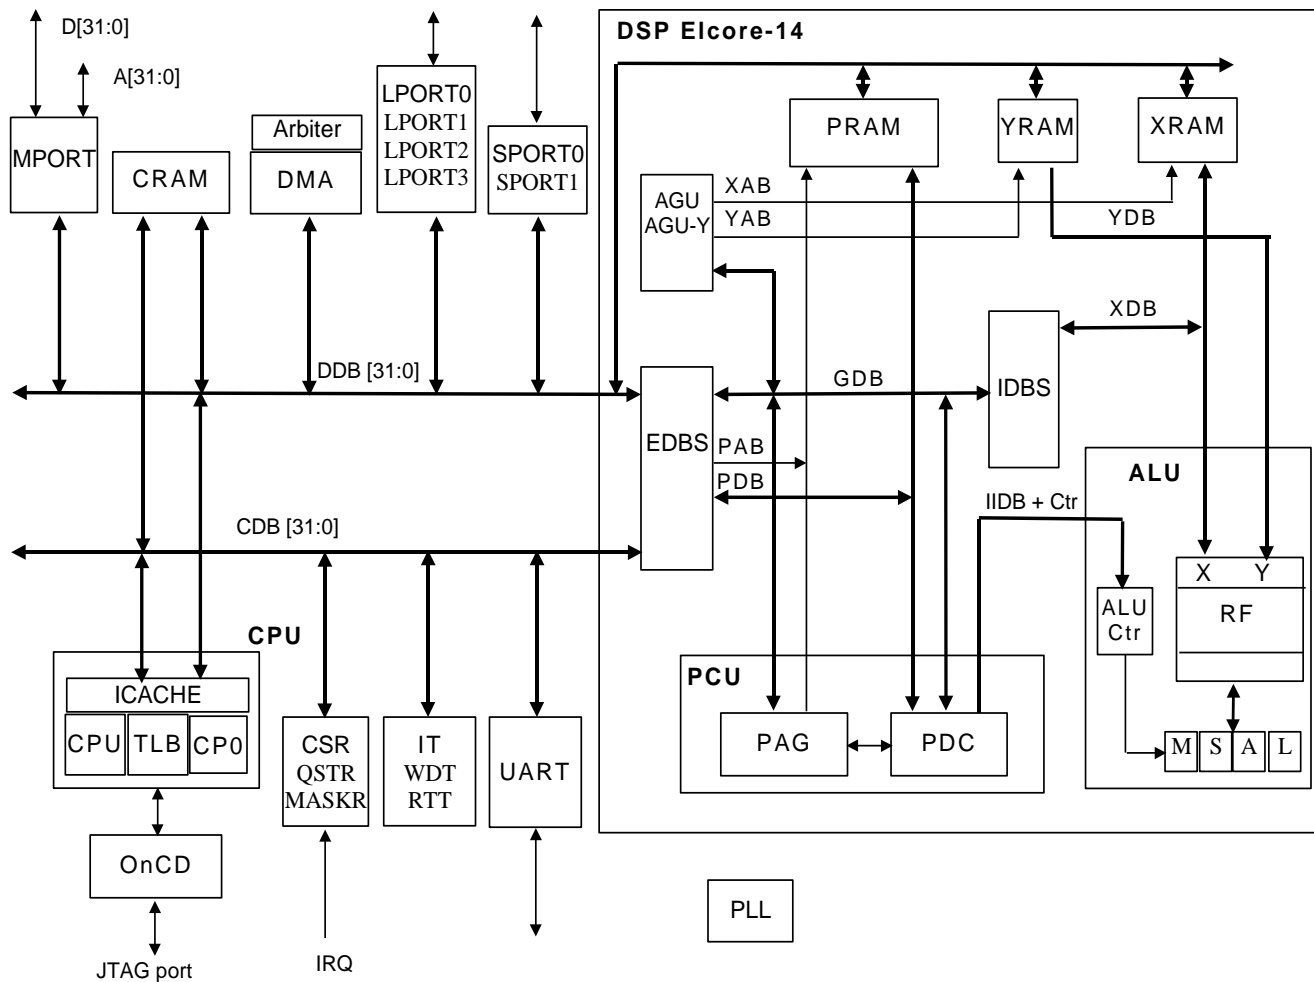 D[31:0]
A[31:0]
MPORT
CRAM
Arbiter
DMA
LPORT0
LPORT1
LPORT2
LPORT3
SPORT0
SPORT1
DSP Elcore-14
PRAM
YRAM
XRAM
AGU
AGU-Y
XAB
YAB
YDB
XDB
DDB [31:0]
GDB
IDBS
EDBS
PAB
PDB
CDB [31:0]
IIDB + Ctr
ALU
X Y
RF
ALU
Ctr
M S A L
CPU
ICACHE
CPU TLB CP0
CSR
QSTR
MASKR
IT
WDT
RTT
UART
PCU
PAG
PDC
OnCD
PLL
JTAG port
IRQ